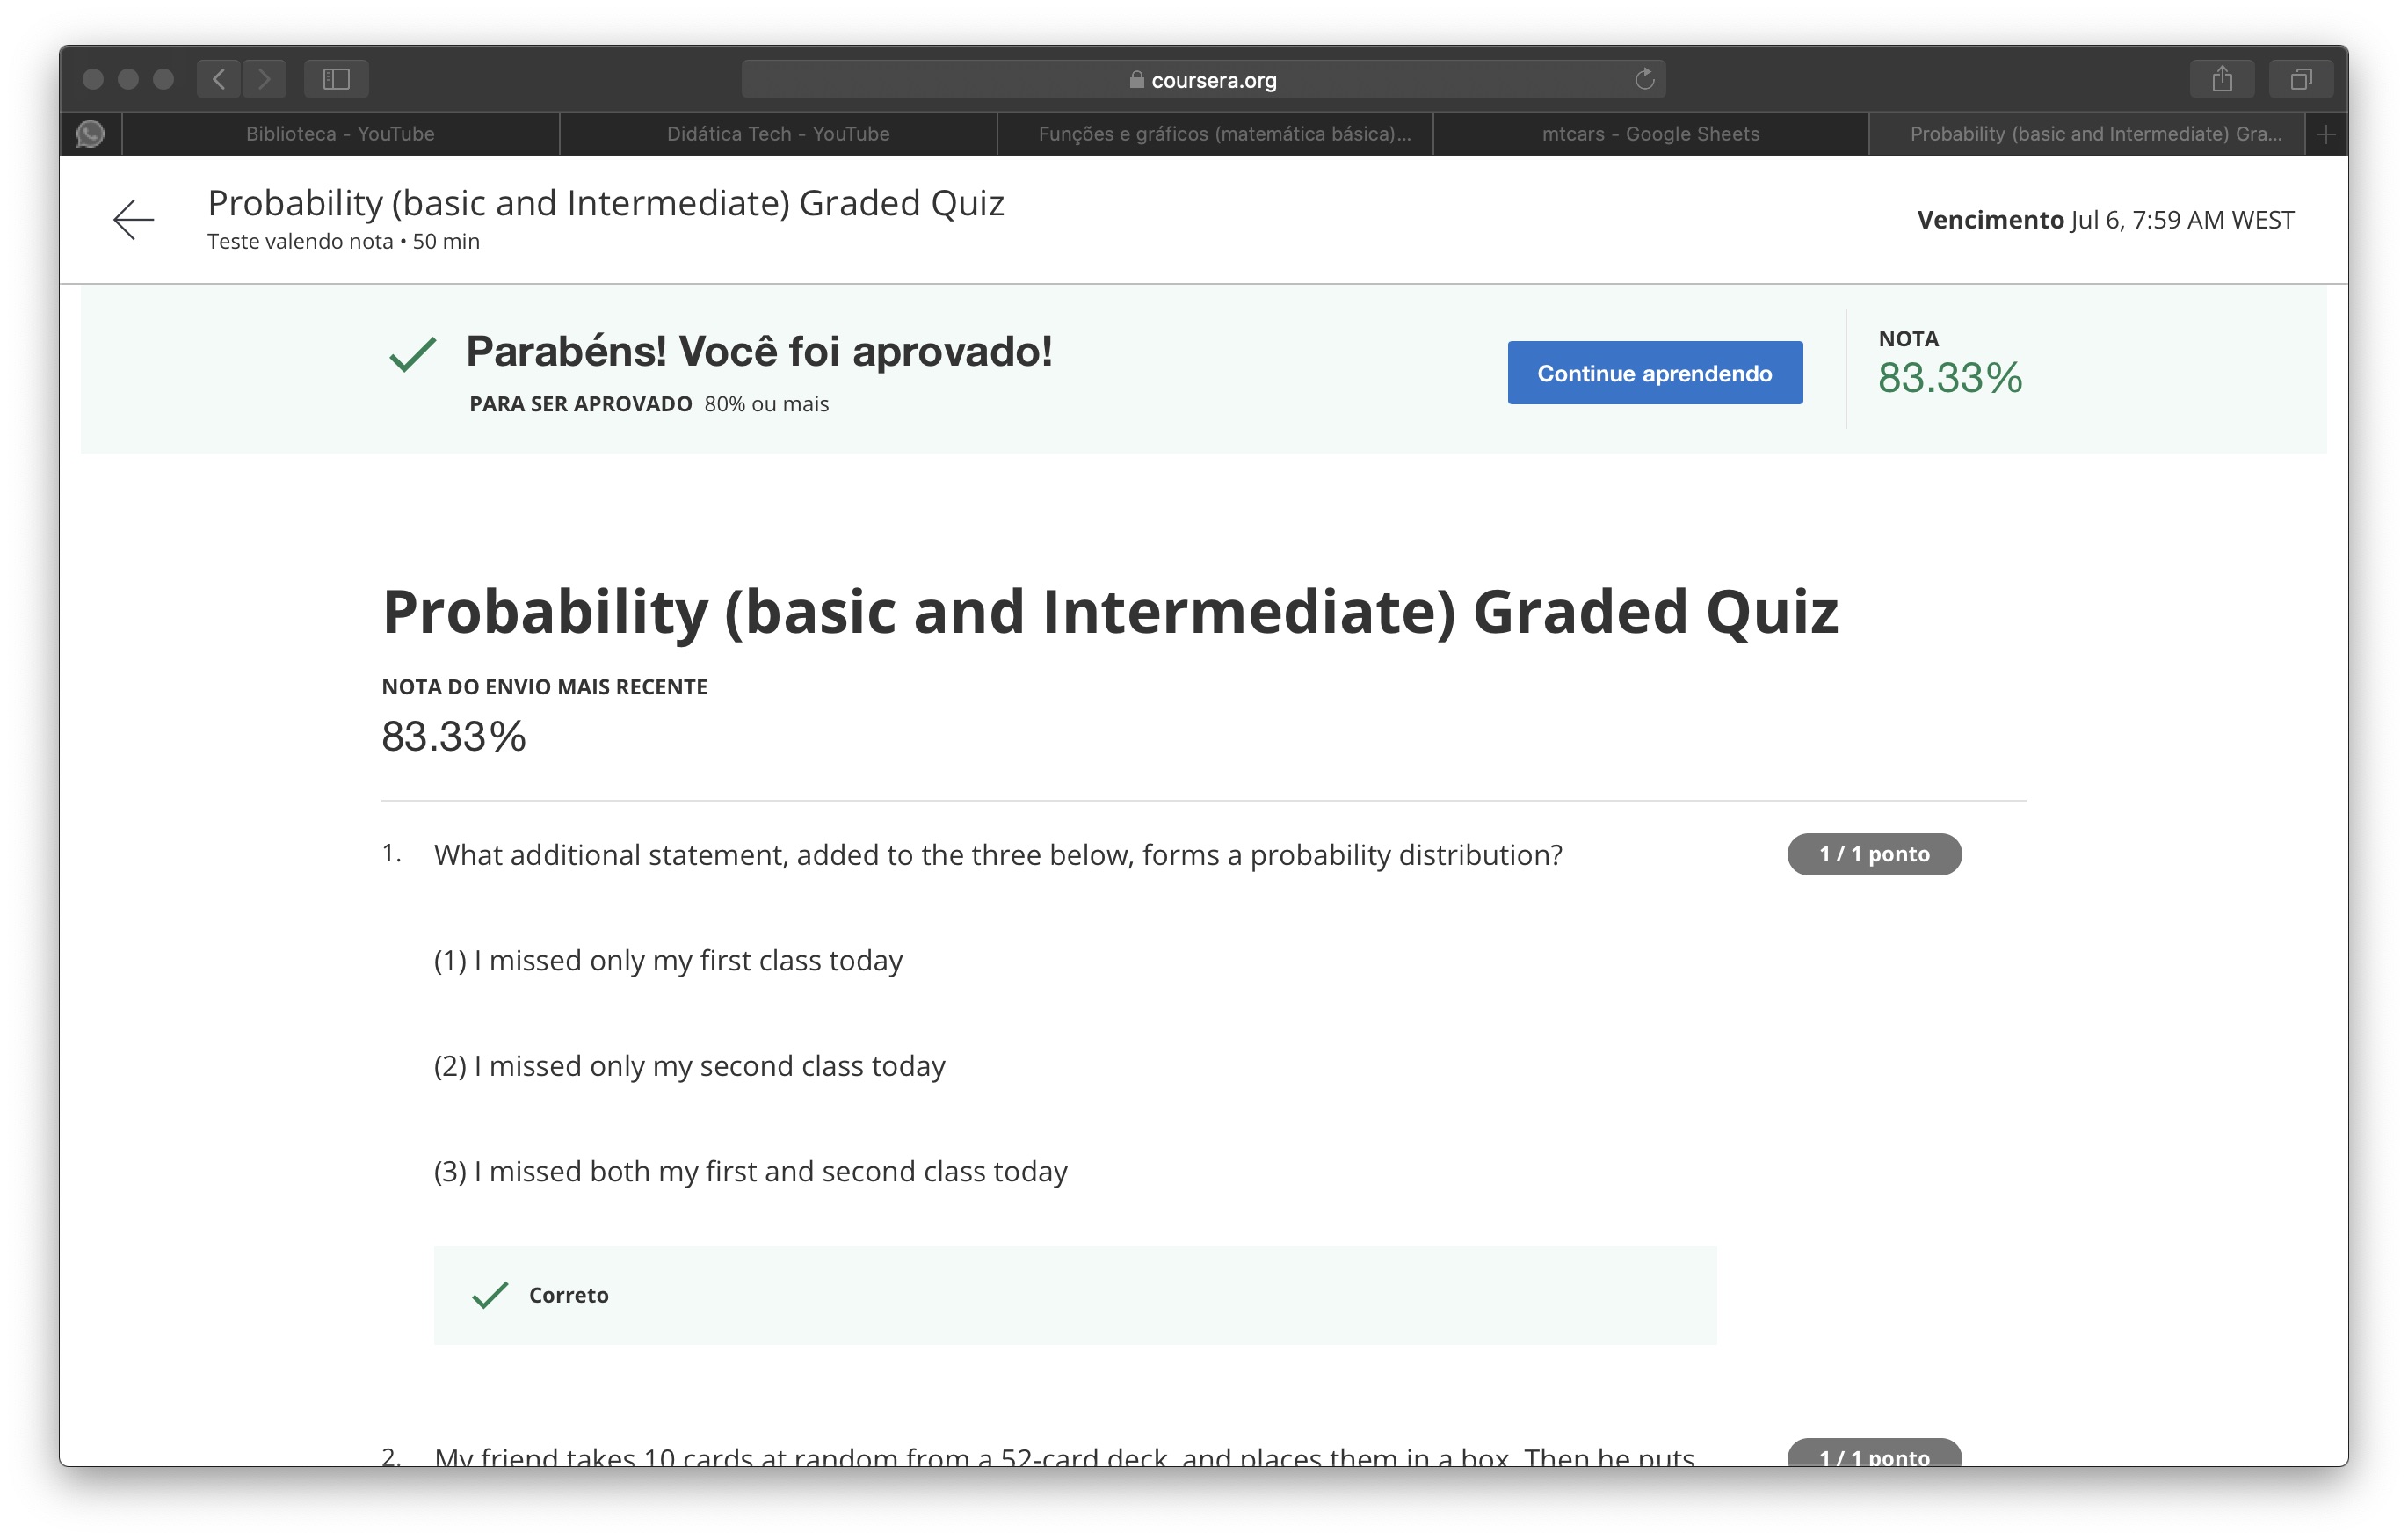 coursera.org
Biblioteca - YouTube
Didática Tech - YouTube
Funções e gráficos (matemática básica)...
mtcars - Google Sheets
Probability (basic and Intermediate) Gra...
Probability (basic and Intermediate) Graded Quiz
Teste valendo nota • 50 min
Vencimento Jul 6, 7:59 AM WEST
Parabéns! Você foi aprovado!
PARA SER APROVADO 80% ou mais
Continue aprendendo
NOTA
83.33%
Probability (basic and Intermediate) Graded Quiz
NOTA DO ENVIO MAIS RECENTE
83.33%
1. What additional statement, added to the three below, forms a probability distribution?
1 / 1 ponto
(1) I missed only my first class today
(2) I missed only my second class today
(3) I missed both my first and second class today
Correto
2. My friend takes 10 cards at random from a 52-card deck, and places them in a box. Then he puts
1 / 1 ponto